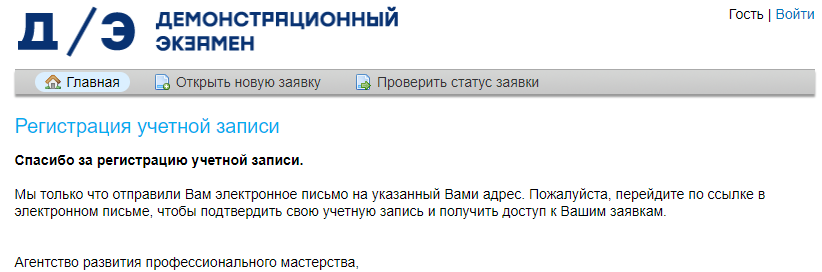 Д/Э ДЕМОНСТРАЦИОННЫЙ
ЭКЗАМЕН
Гость | Войти
Главная Открыть новую заявку Проверить статус заявки
Регистрация учетной записи
Спасибо за регистрацию учетной записи.
Мы только что отправили Вам электронное письмо на указанный Вами адрес. Пожалуйста, перейдите по ссылке в
электронном письме, чтобы подтвердить свою учетную запись и получить доступ к Вашим заявкам.
Агентство развития профессионального мастерства,